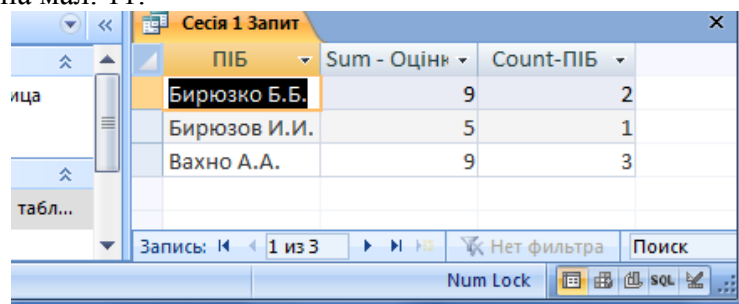 на мал. 11.
Сесія 1 Запит
ПІБ Sum - Оцінк Count-ПІБ
ица
Бирюзко Б.Б. 9 2
Бирюзов И.И. 5 1
Вахно А.А. 9 3
табл...
Запись: 1 из 3 Нет фильтра Поиск
Num Lock SQL